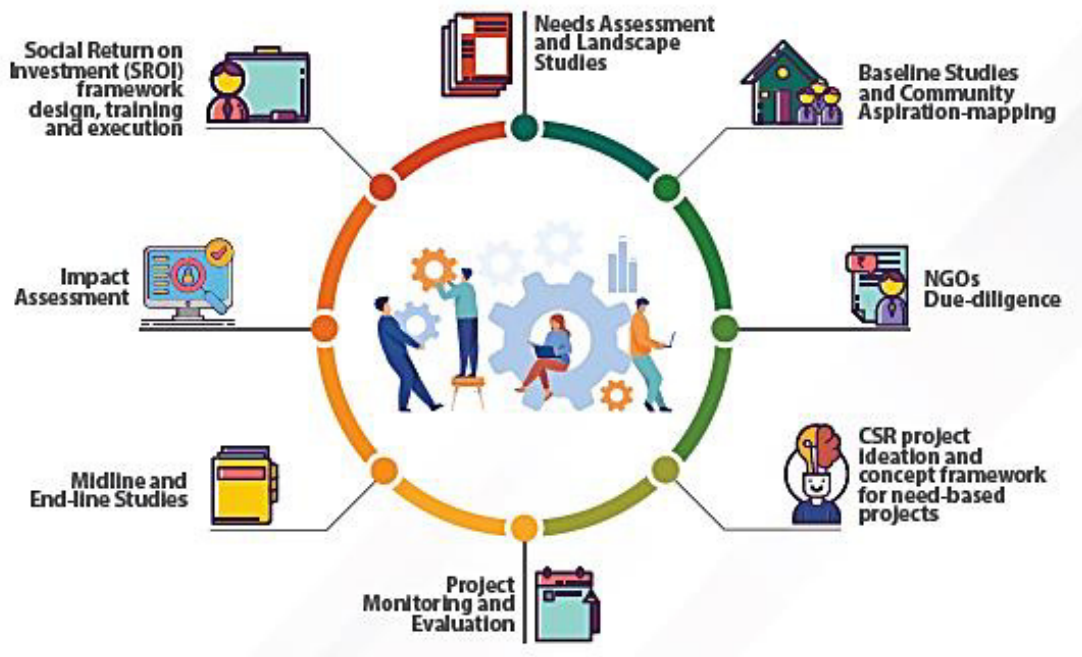 Needs Assessment
and Landscape
Studies
Baseline Studies
and Community
Aspiration-mapping
₹
NGOs
Due-diligence
CSR project
ideation and
concept framework
for need-based
projects
Project
Monitoring and
Evaluation
Midline and
End-line Studies
Impact
Assessment
Social Return on
Investment (SROI)
framework
design, training
and execution